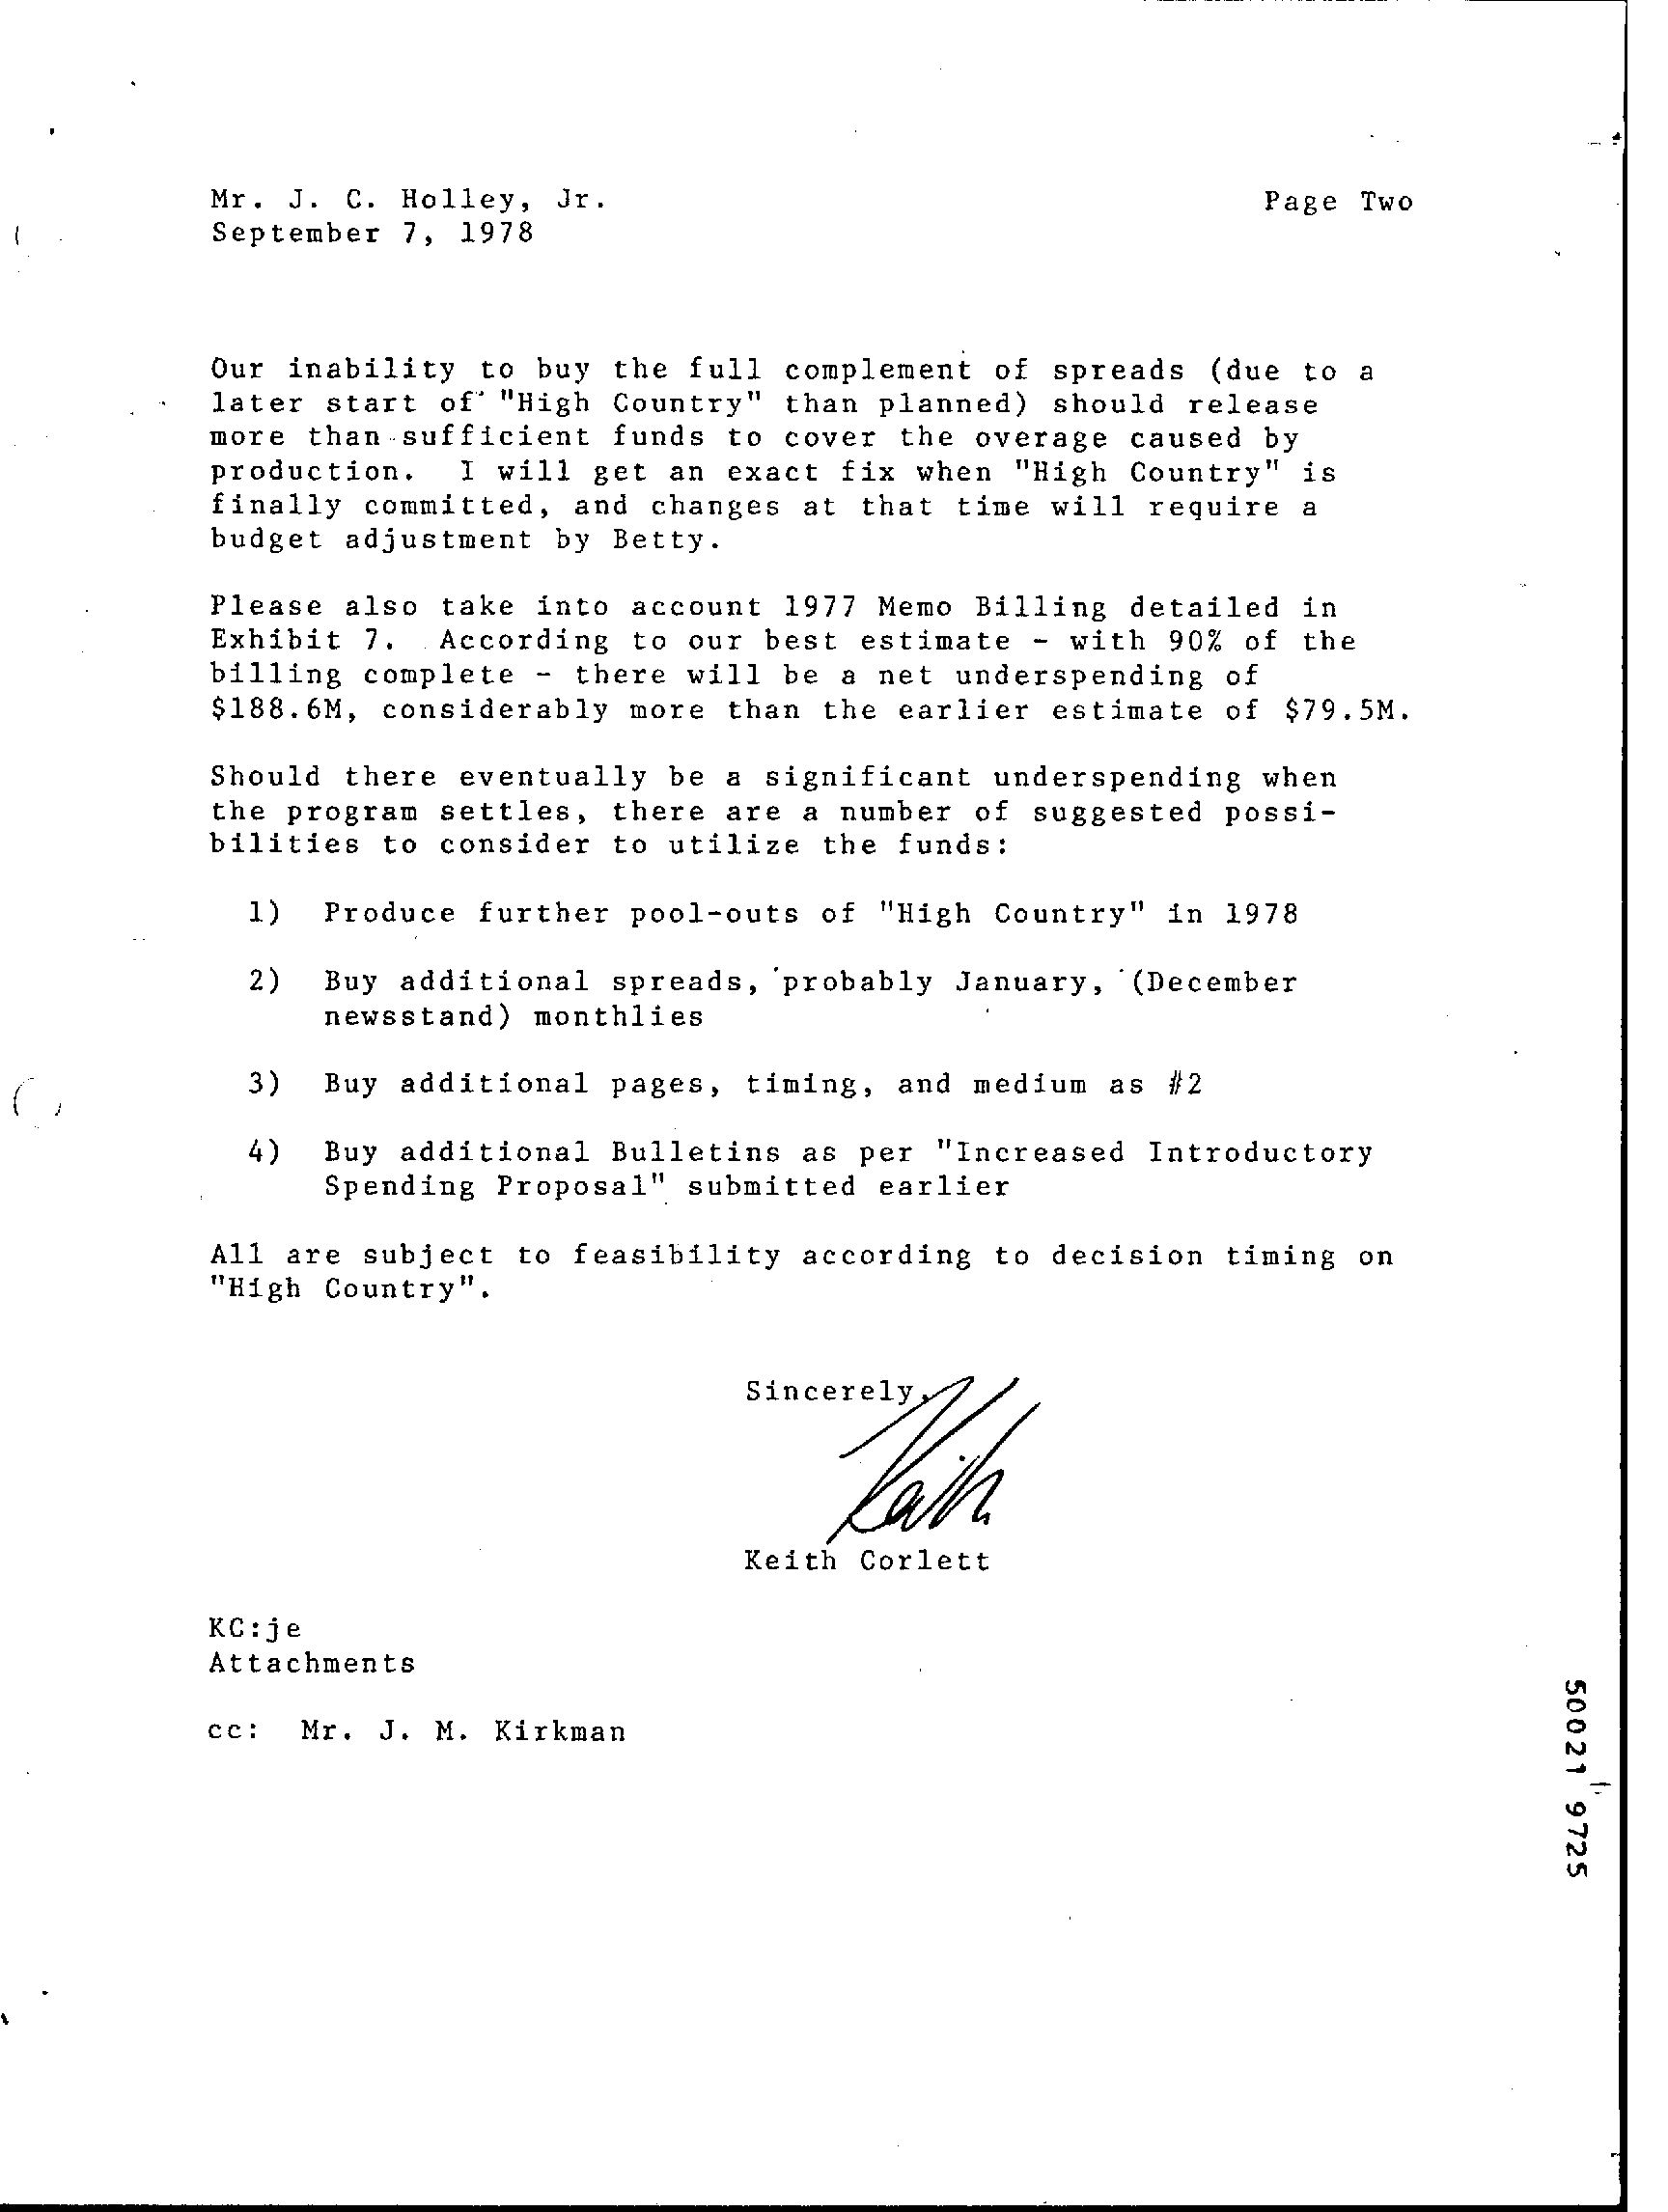 Mr. J. C. Holley, Jr. Page Two
September 7, 1978
Our inability to buy the full complement of spreads (due to a
later start of "High Country" than planned) should release
more than sufficient funds to cover the overage caused by
production. I will get an exact fix when "High Country" is
finally committed, and changes at that time will require a
budget adjustment by Betty.
Please also take into account 1977 Memo Billing detailed in
Exhibit 7. According to our best estimate - with 90% of the
billing complete - there will be a net underspending of
$188.6M, considerably more than the earlier estimate of $79.5M.
Should there eventually be a significant underspending when
the program settles, there are a number of suggested possi-
bilities to consider to utilize the funds:
1) Produce further pool-outs of "High Country" in 1978
2) Buy additional spreads, probably January, (December
newsstand) monthlies
3) Buy additional pages, timing, and medium as #2
4) Buy additional Bulletins as per "Increased Introductory
Spending Proposal" submitted earlier
All are subject to feasibility according to decision timing on
"High Country".
Sincerely,
Keith
Keith Corlett
KC:je
Attachments
cc: Mr. J. M. Kirkman
50021 9725